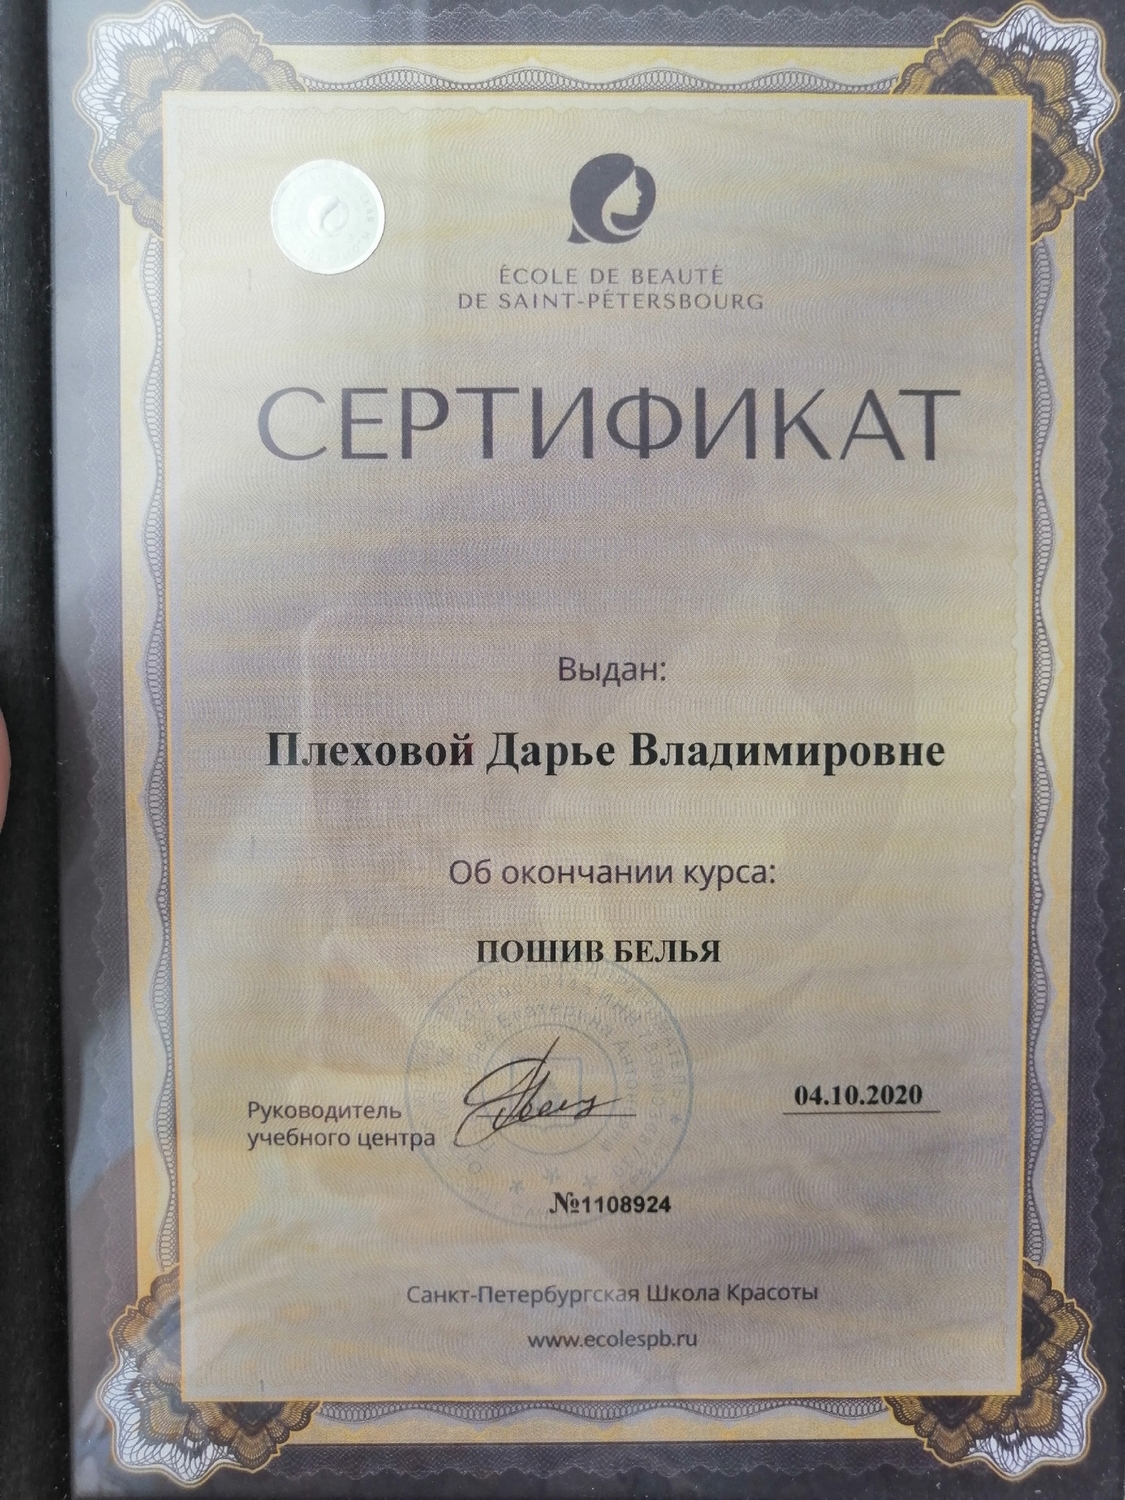 ÉCOLE DE BEAUTÉ
DE SAINT-PÉTERSBOURG
СЕРТИФИКАТ
Выдан:
Плеховой Дарье Владимировне
Об окончании курса:
ПОШИВ БЕЛЬЯ
Руководитель
учебного центра
04.10.2020
№1108924
Санкт-Петербургская Школа Красоты
www.ecolespb.ru